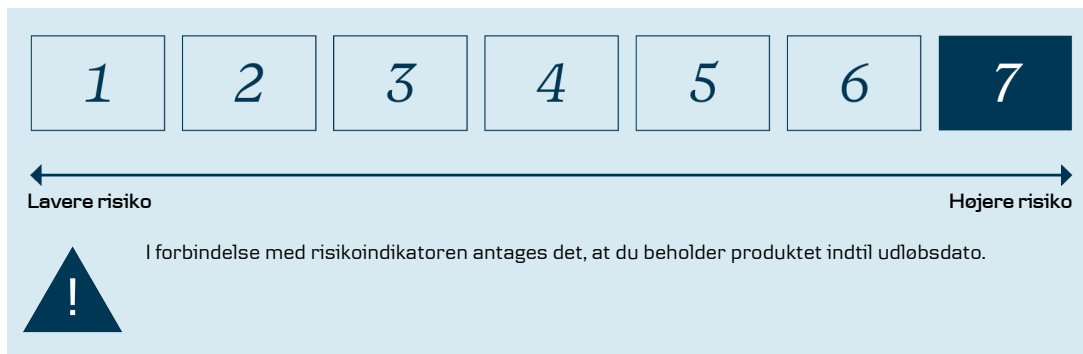 1 2 3 4 5 6 7
Lavere risiko Højere risiko
I forbindelse med risikoindikatoren antages det, at du beholder produktet indtil udløbsdato.
!